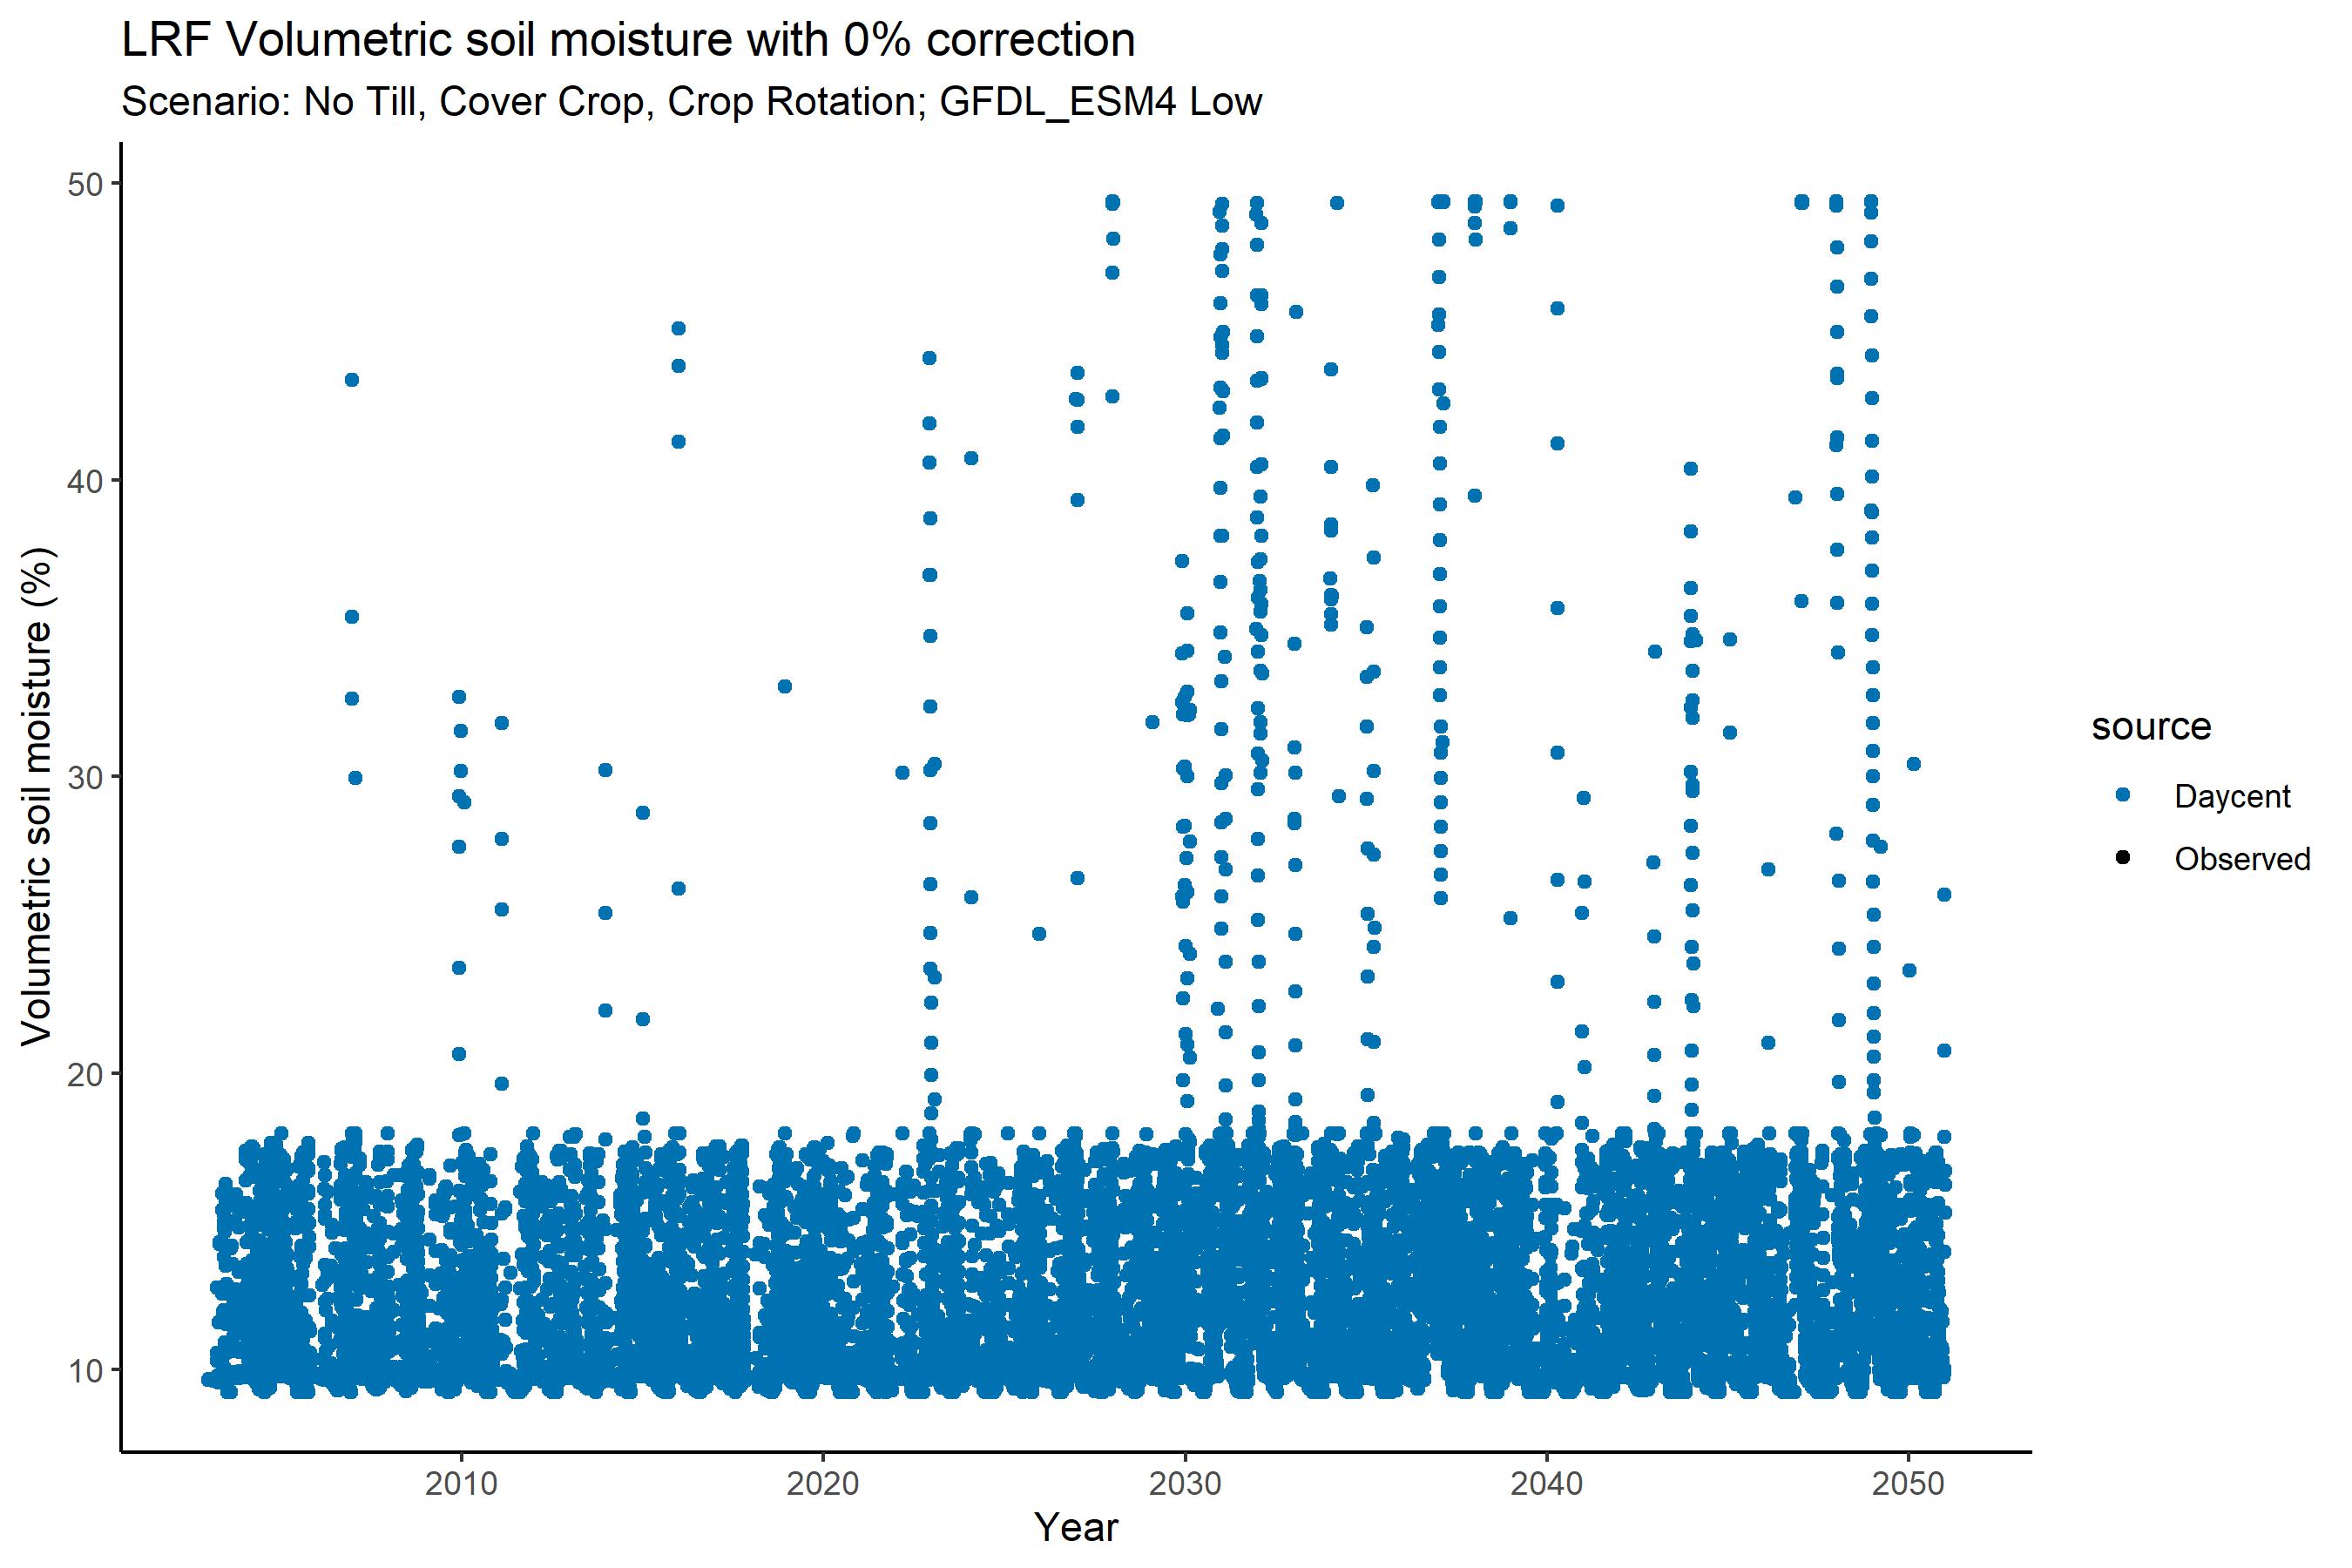 LRF Volumetric soil moisture with 0% correction
Scenario: No Till, Cover Crop, Crop Rotation; GFDL_ESM4 Low
Volumetric soil moisture (%)
50
40
30
20
10
2010 2020 2030 2040 2050
Year
source
Daycent
Observed